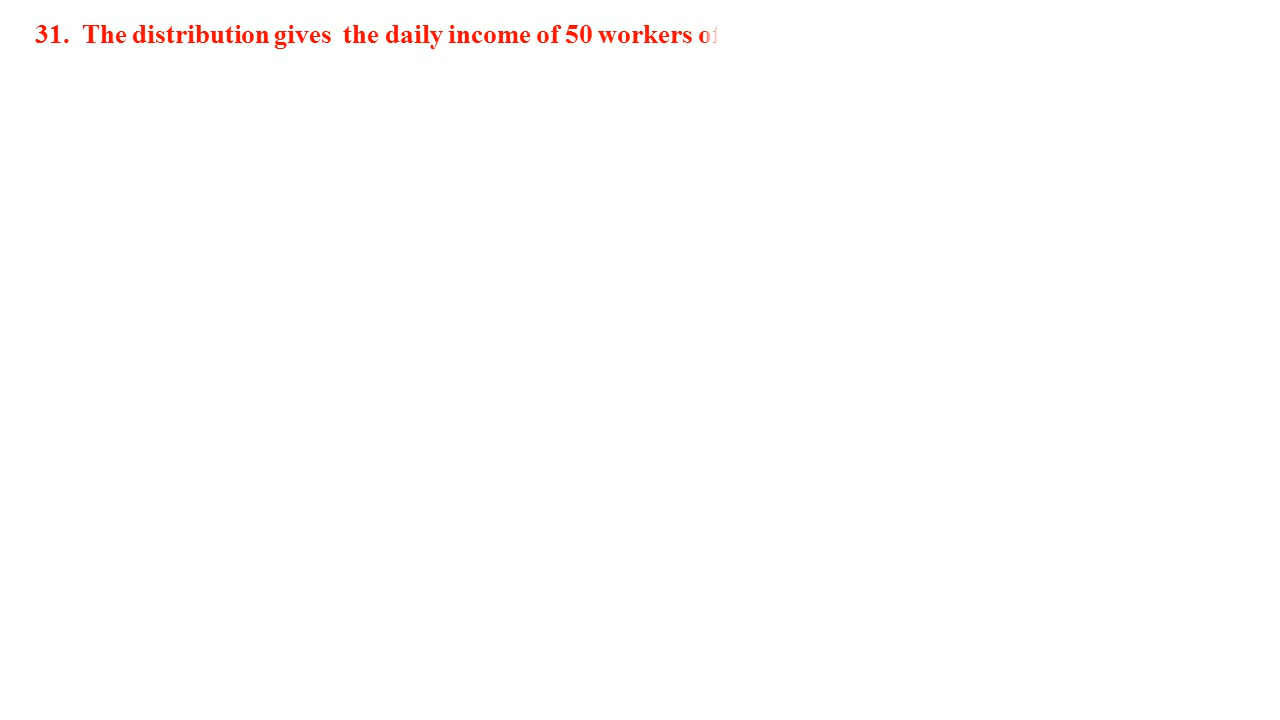 31. The distribution gives the daily income of 50 workers